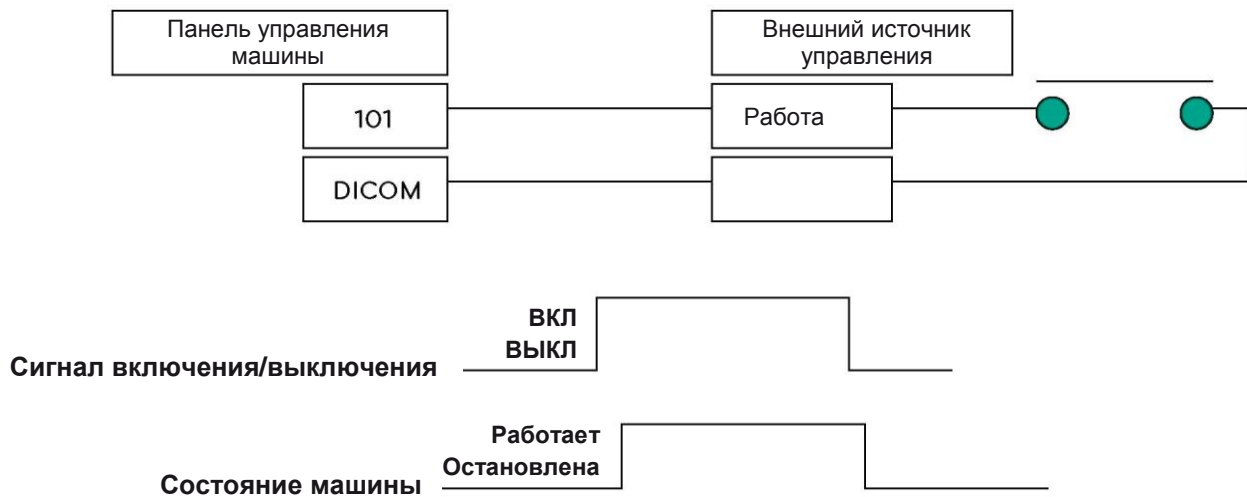 Панель управления
машины
Внешний источник
управления
101
Работа
DICOM
ВКЛ
ВЫКЛ
Сигнал включения/выключения
Работает
Остановлена
Состояние машины